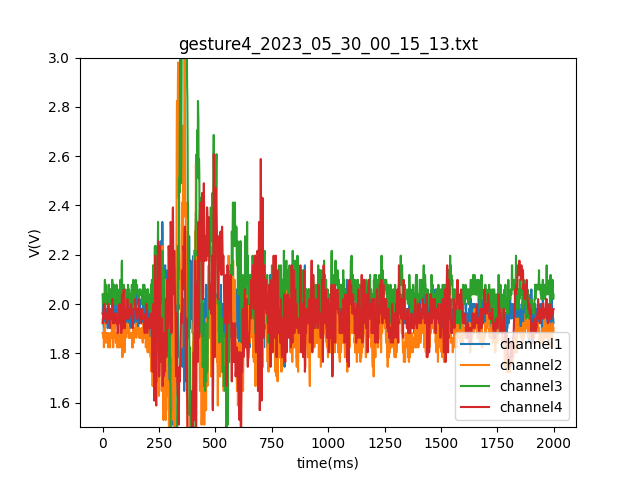 gesture4_2023_05_30_00_15_13.txt
3.0
2.8
2.6
2.4
2.2
2.0
1.8
1.6
V(V)
0 250 500 750 1000 1250 1500 1750 2000
time(ms)
channel1
channel2
channel3
channel4